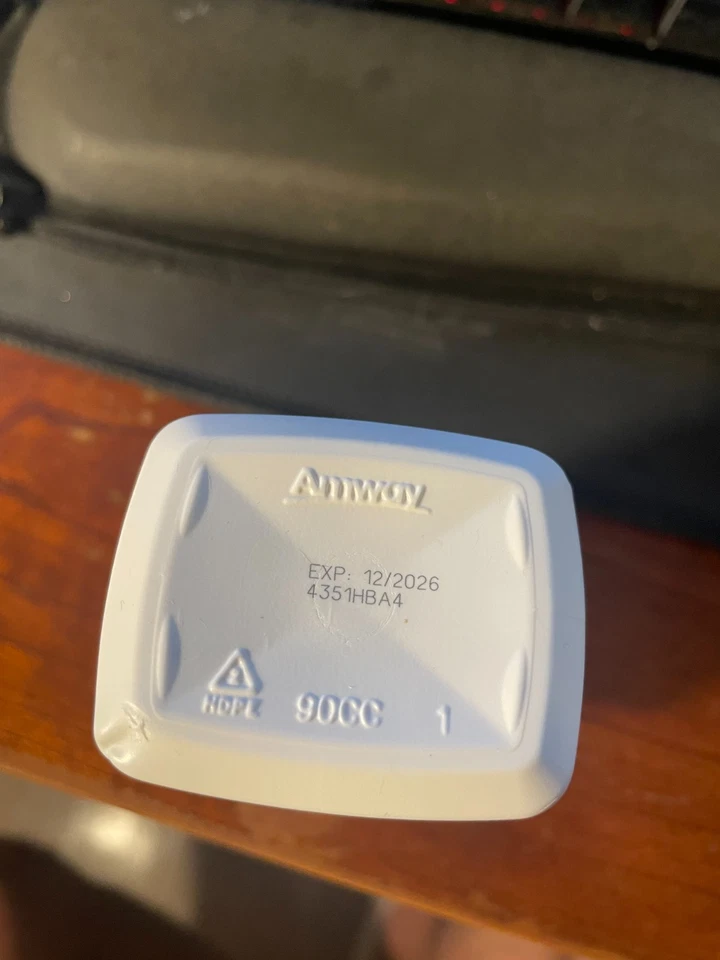 Amway
EXP: 12/2026
4351HBA4
2
HDPE
90CC
1